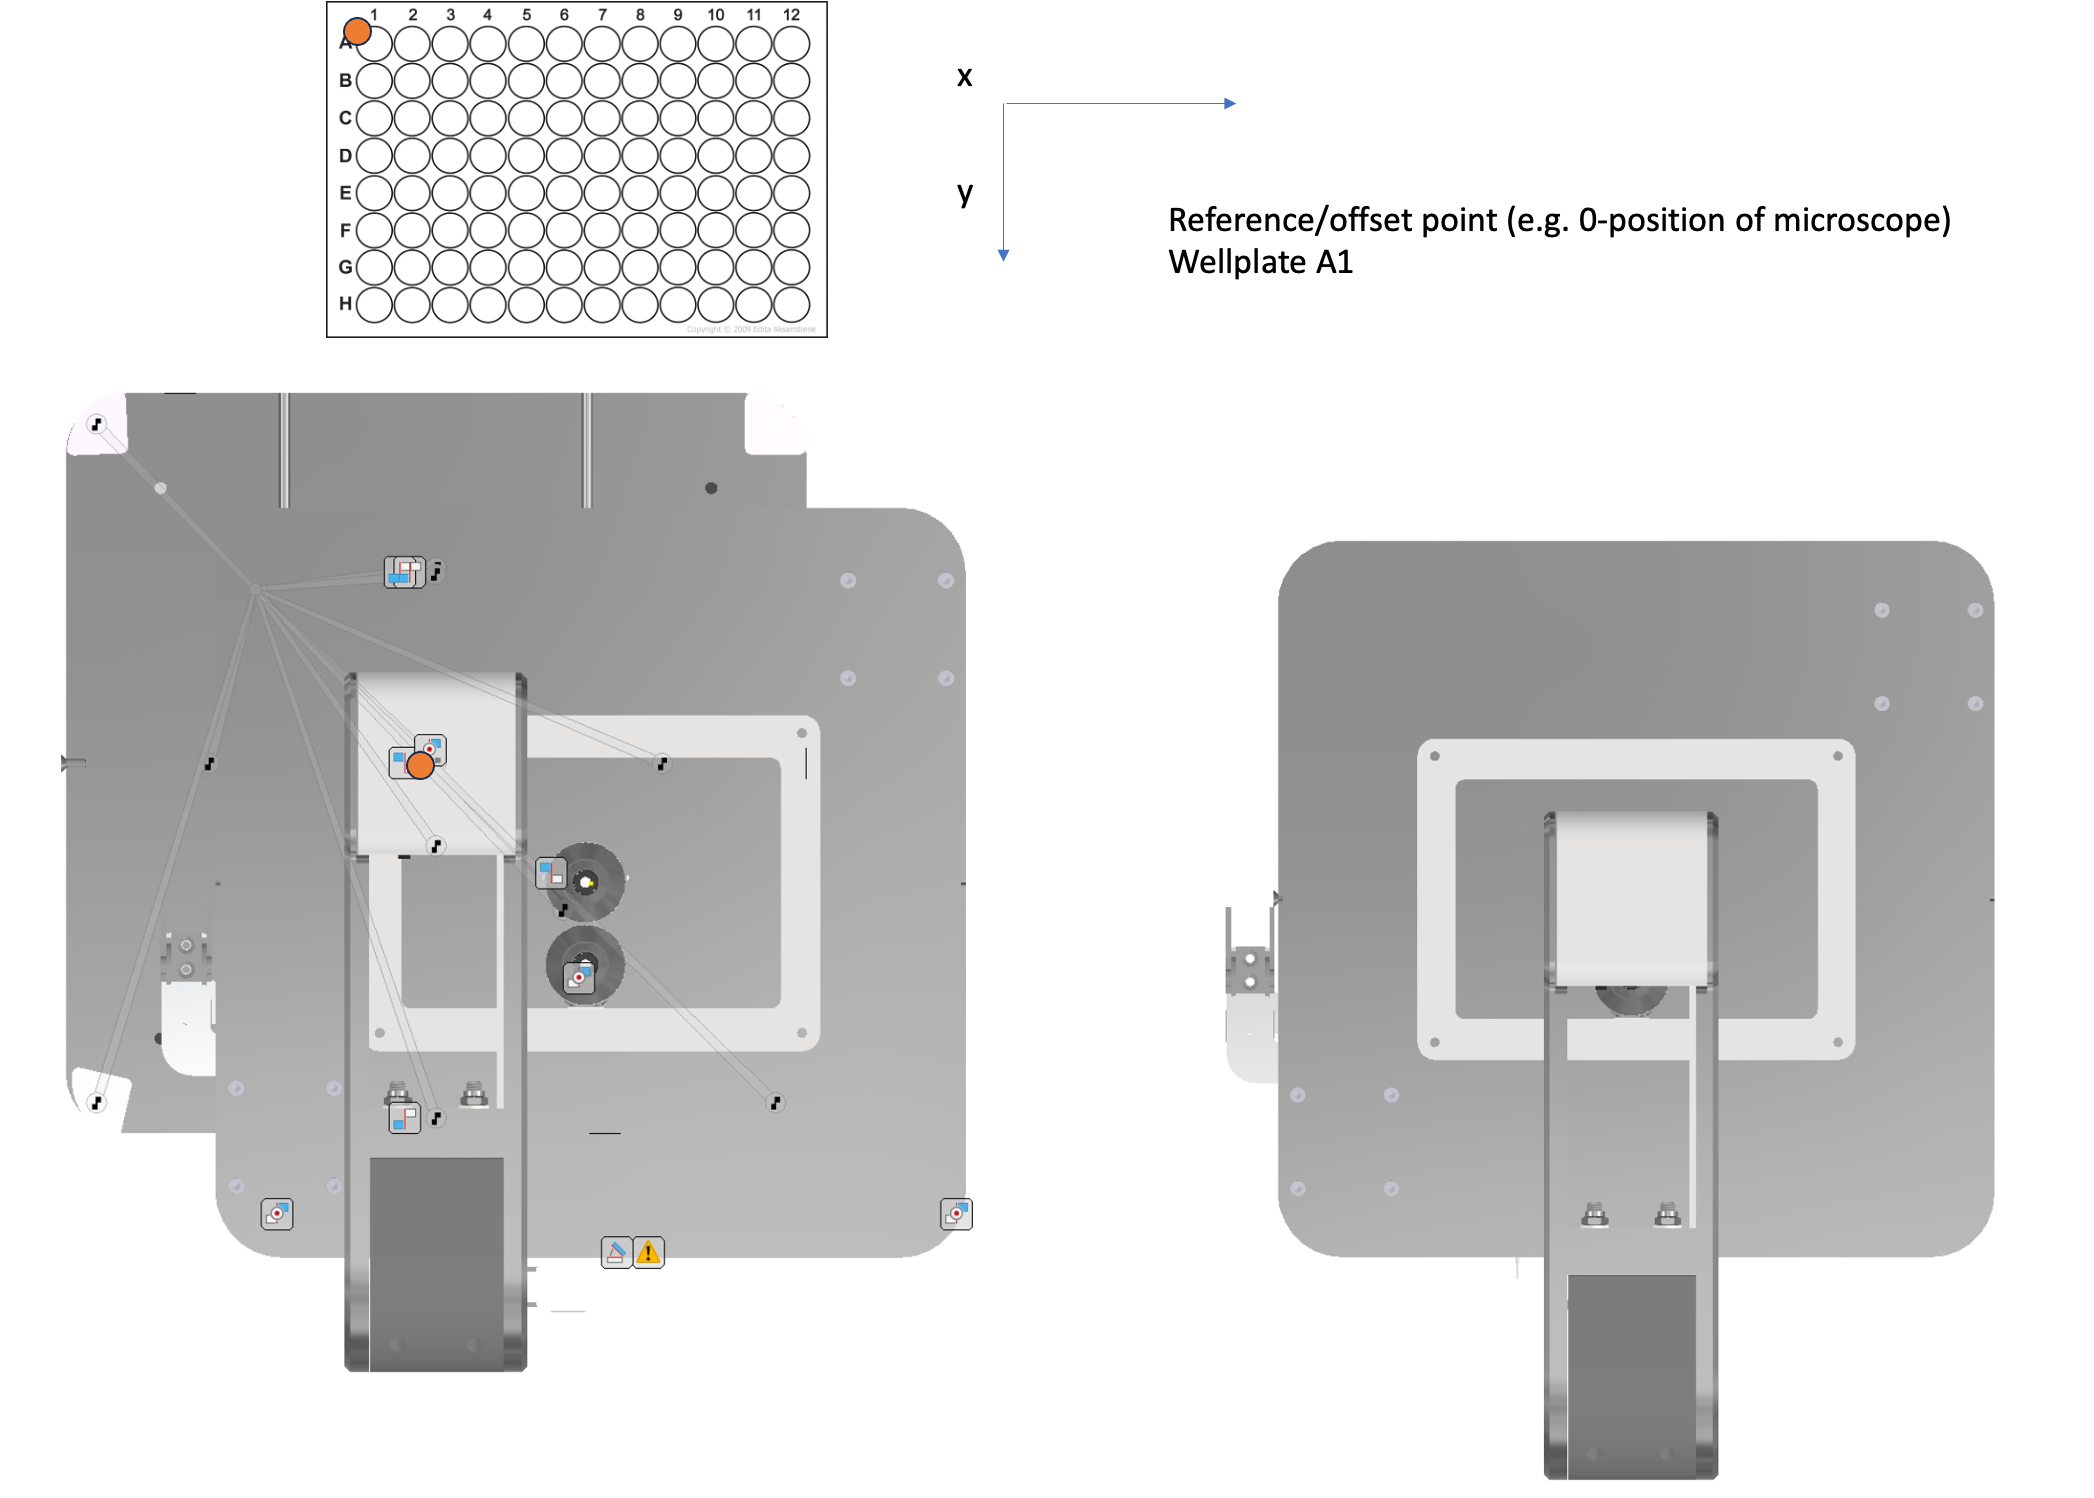 1 2 3 4 5 6 7 8 9 10 11 12
A
B
C
D
E
F
G
H
Copyright © 2009 Edita Aksamitiene
x
y
Reference/offset point (e.g. 0-position of microscope)
Wellplate A1